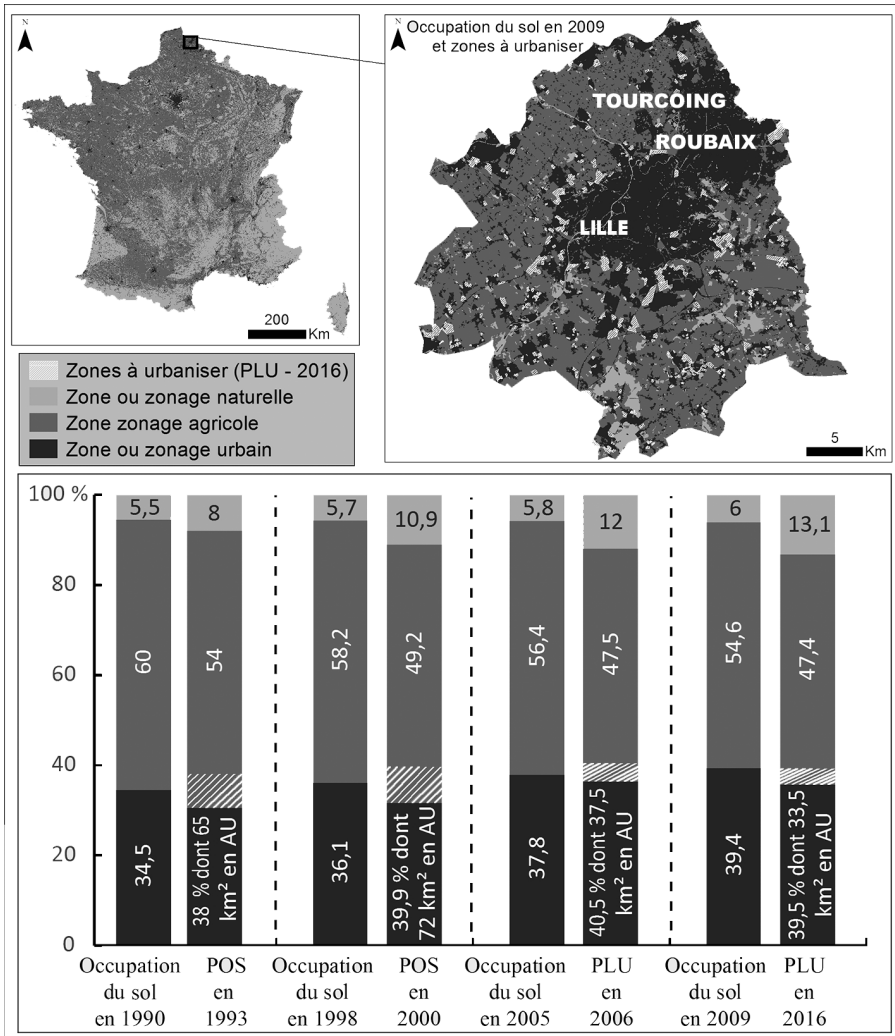 N
200
Km
N
Occupation du sol en 2009
et zones à urbaniser
TOURCOING
ROUBAIX
LILLE
5
Km
Zones à urbaniser (PLU - 2016)
Zone ou zonage naturelle
Zone zonage agricole
Zone ou zonage urbain
100 %
80
60
40
20
0
5,5
60
34,5
8
54
38 % dont 65
km² en AU
5,7
58,2
36,1
10,9
49,2
39,9 % dont
72 km² en AU
5,8
56,4
37,8
12
47,5
40,5 % dont 37,5
km² en AU
6
54,6
39,4
13,1
47,4
39,5 % dont 33,5
km² en AU
Occupation
du sol
en 1990
POS
en
1993
Occupation
du sol
en 1998
POS
en
2000
Occupation
du sol
en 2005
PLU
en
2006
Occupation
du sol
en 2009
PLU
en
2016